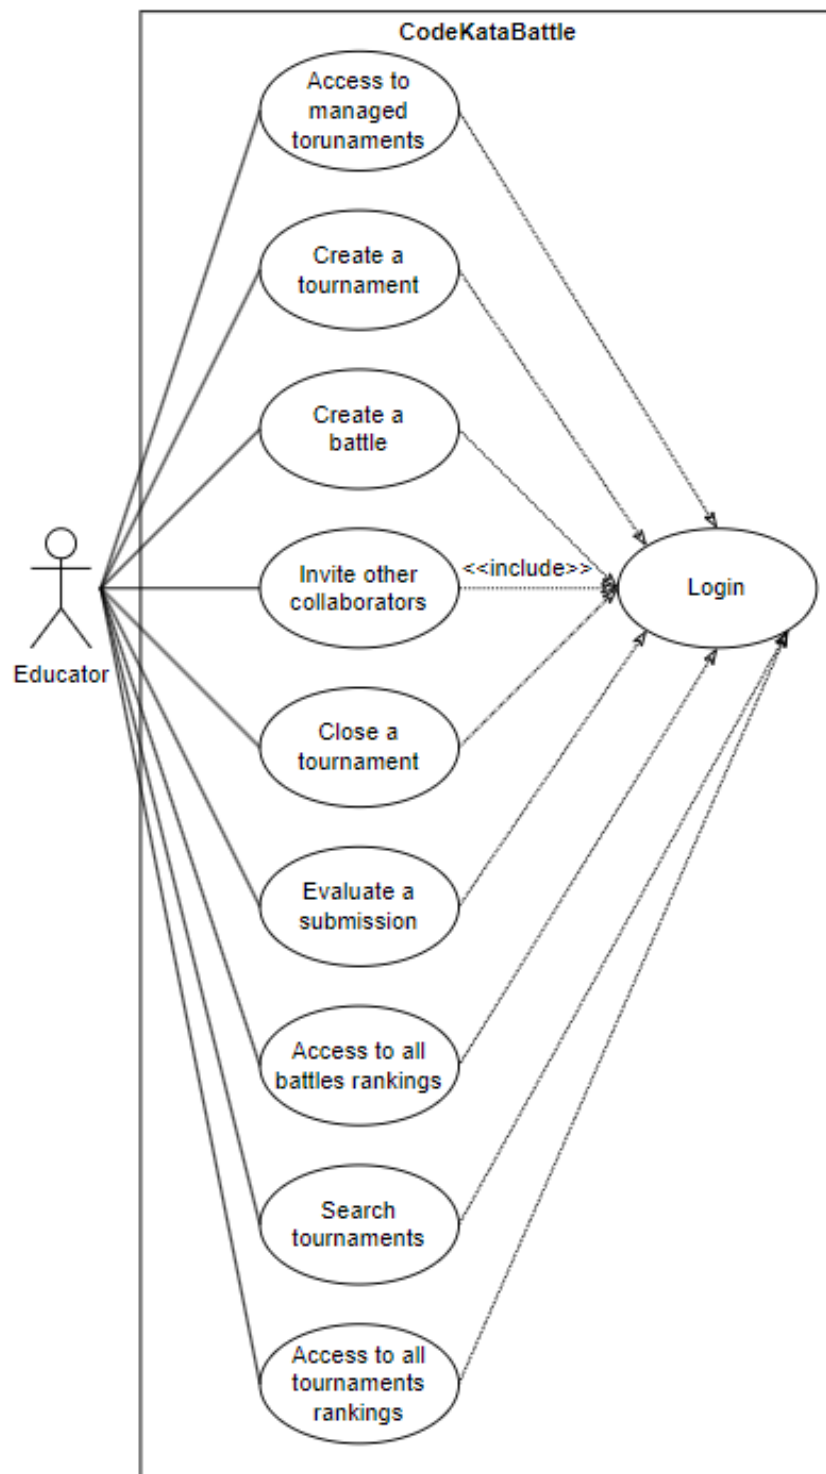 CodeKataBattle
Access to
managed
torunaments
Create a
tournament
Create a
battle
Invite other
collaborators
<<include>>
Login
Educator
Close a
tournament
Evaluate a
submission
Access to all
battles rankings
Search
tournaments
Access to all
tournaments
rankings